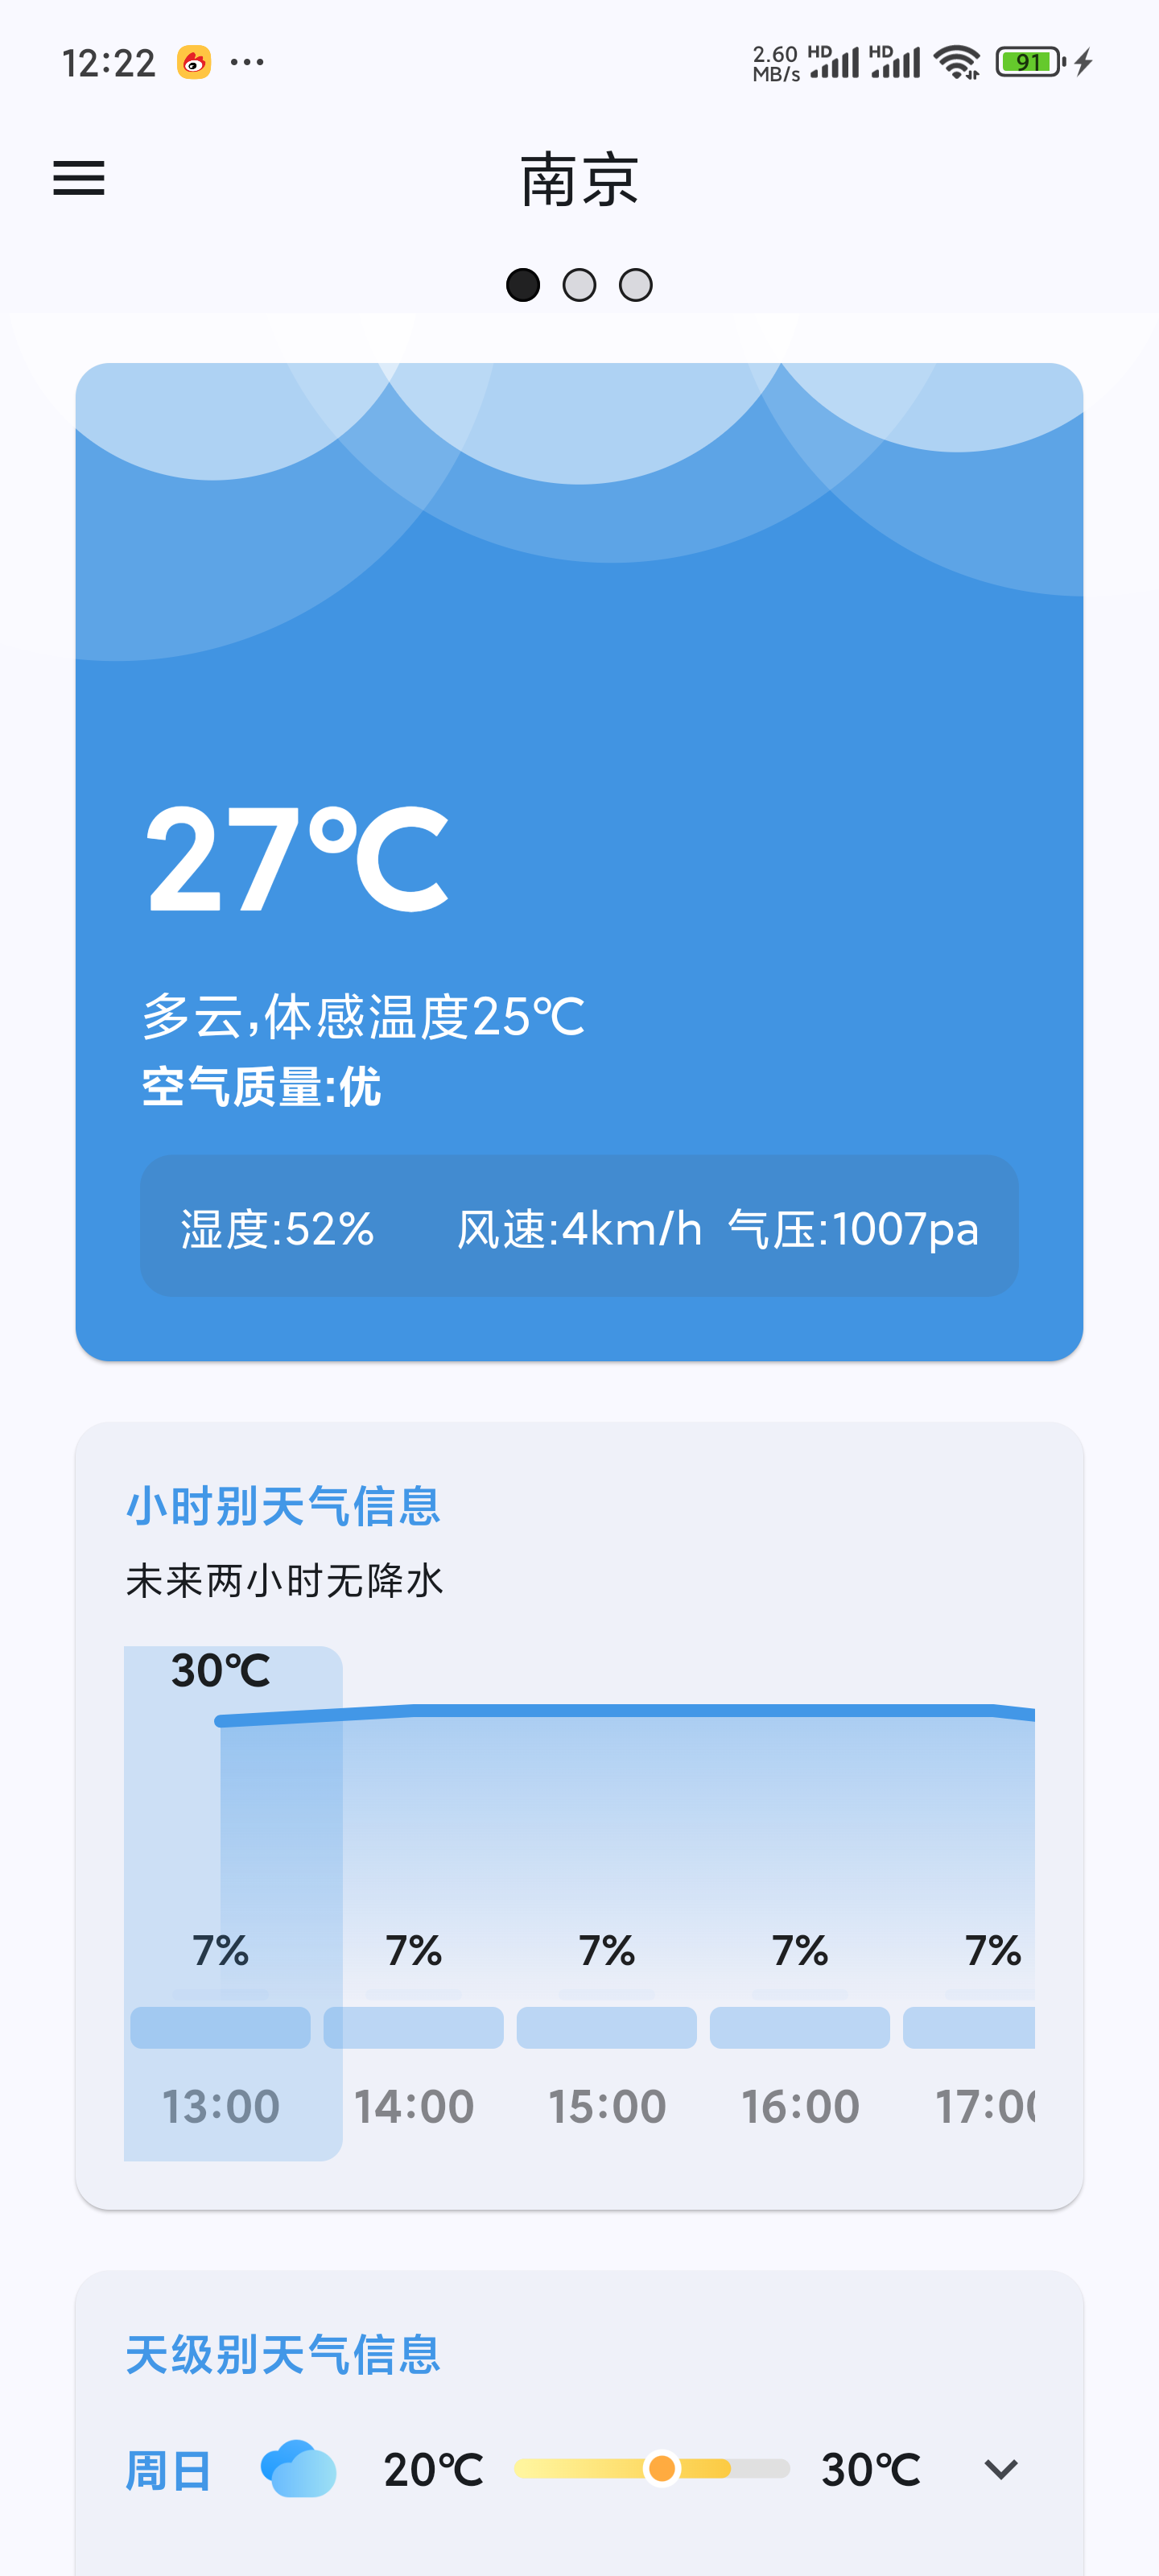 12:22 ··· 2.60 MB/s HD HD 91
南京
27℃
多云,体感温度25℃
空气质量:优
湿度:52% 风速:4km/h 气压:1007pa
小时别天气信息
未来两小时无降水
30℃
7% 7% 7% 7% 7%
13:00 14:00 15:00 16:00 17:00
天级别天气信息
周日 20℃ 30℃